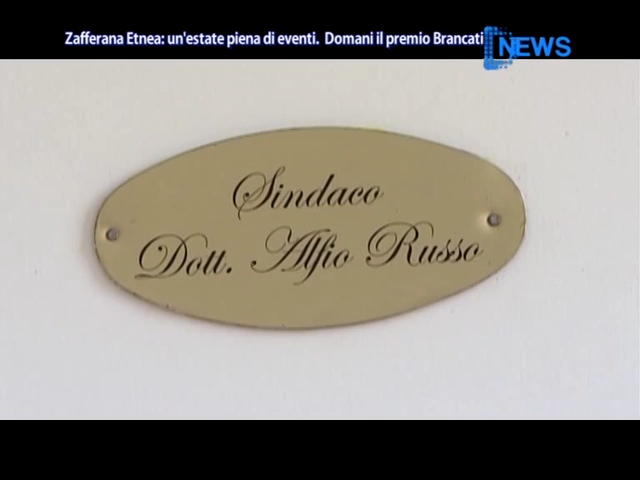 Zafferana Etnea: un'estate piena di eventi. Domani il premio Brancati
NEWS
Sindaco
Dott. Alfio Russo